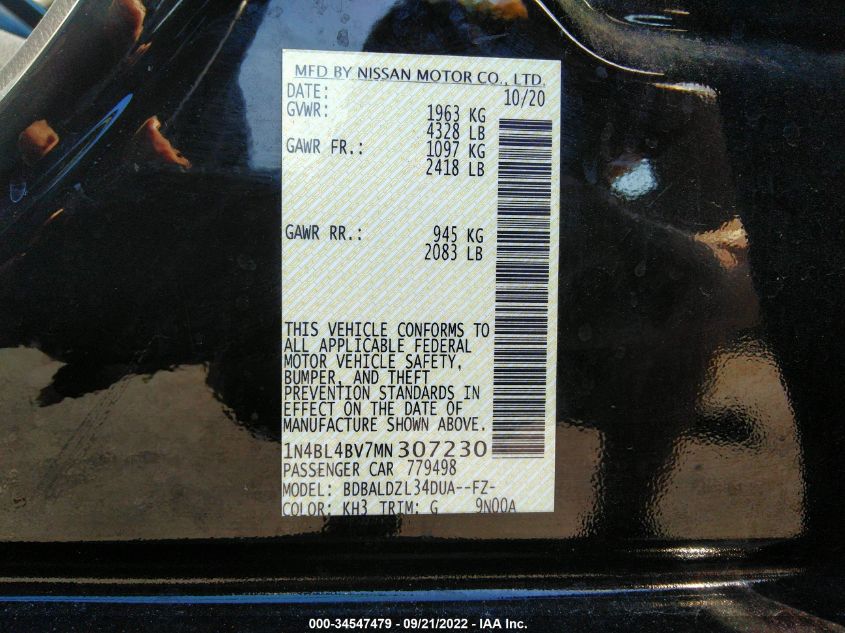 MFD BY NISSAN MOTOR CO., LTD.
DATE: 10/20
GVWR: 1963 KG
4328 LB
GAWR FR.: 1097 KG
2418 LB
GAWR RR.: 945 KG
2083 LB
THIS VEHICLE CONFORMS TO
ALL APPLICABLE FEDERAL
MOTOR VEHICLE SAFETY,
BUMPER, AND THEFT
PREVENTION STANDARDS IN
EFFECT ON THE DATE OF
MANUFACTURE SHOWN ABOVE.
1N4BL4BV7MN307230
PASSENGER CAR 779498
MODEL: BDBALDZL34DUA--FZ-
COLOR: KH3 TRIM: G 9N00A
000-34547479 - 09/21/2022 - IAA Inc.